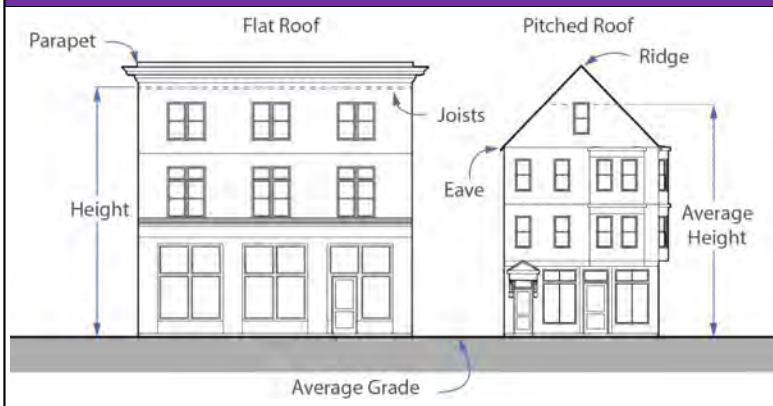 Flat Roof
Pitched Roof
Parapet
Ridge
Joists
Eave
Height
Average
Height
Average Grade